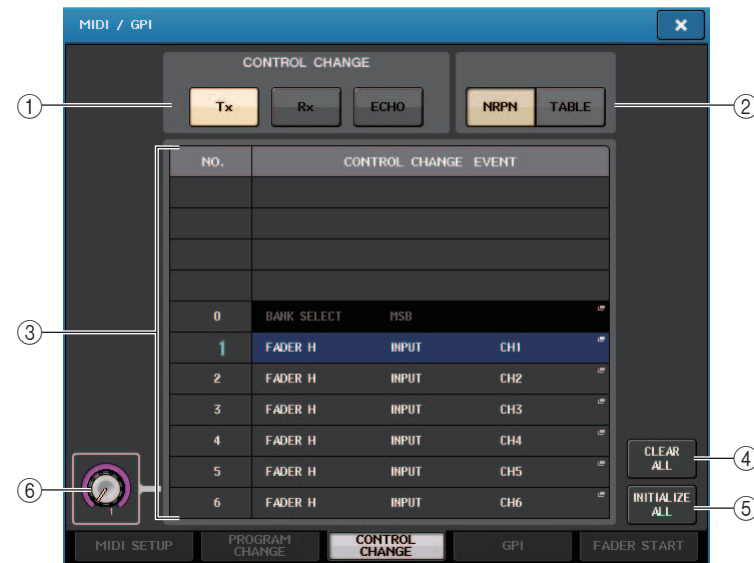 MIDI / GPI
CONTROL CHANGE
Tx Rx ECHO NRPN TABLE
① ②
NO. CONTROL CHANGE EVENT
0 BANK SELECT MSB
③
1 FADER H INPUT CH1
2 FADER H INPUT CH2
3 FADER H INPUT CH3
4 FADER H INPUT CH4
CLEAR ALL ④
5 FADER H INPUT CH5
⑥ 1
6 FADER H INPUT CH6
INITIALIZE ALL ⑤
MIDI SETUP PROGRAM CHANGE CONTROL CHANGE GPI FADER START